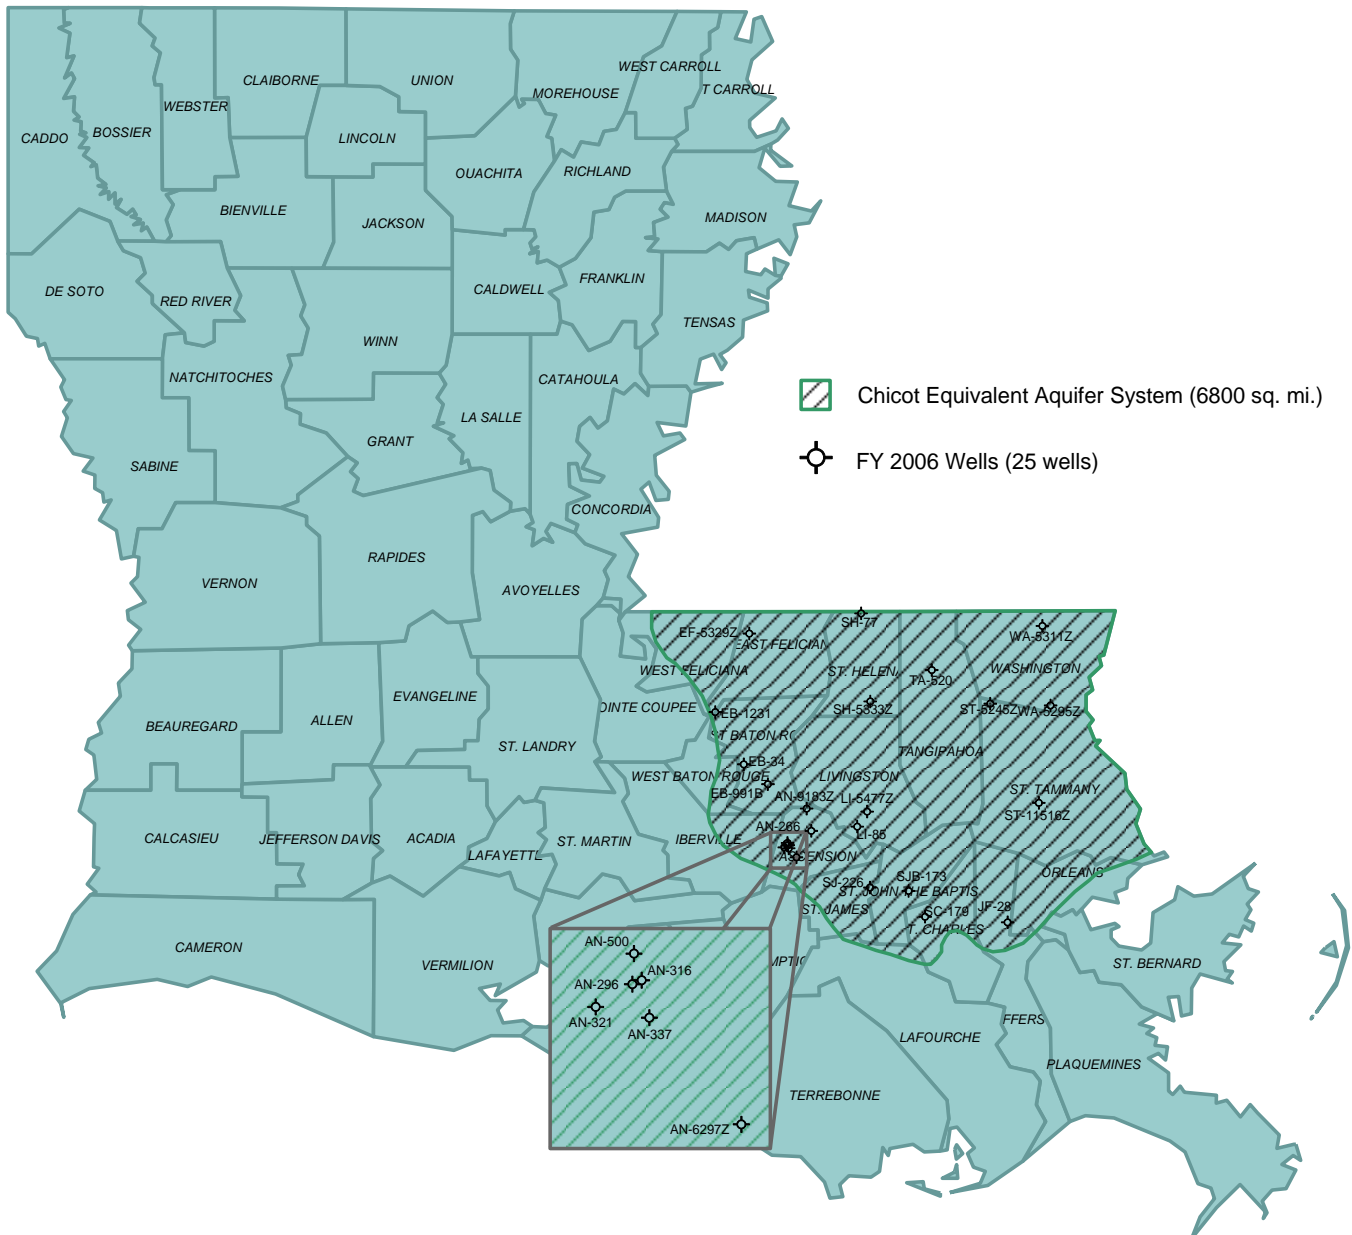 WEST CARROLL
CLAIBORNE
UNION
T CARROLL
MOREHOUSE
WEBSTER
BOSSIER
CADDO
LINCOLN
OUACHITA
RICHLAND
BIENVILLE
JACKSON
MADISON
DE SOTO
RED RIVER
CALDWELL
FRANKLIN
TENSAS
WINN
NATCHITOCHES
CATAHOULA
Chicot Equivalent Aquifer System (6800 sq. mi.)
LA SALLE
GRANT
FY 2006 Wells (25 wells)
SABINE
CONCORDIA
RAPIDES
VERNON
AVOYELLES
SH-77
EF-5329Z
WA-5311Z
EAST FELICIAN
WEST FELICIANA
ST. HELENA
TA-520
WASHINGTON
EVANGELINE
OINTE COUPEE
EB-1231
SH-5333Z
ST-5245Z
WA-5295Z
ALLEN
BEAUREGARD
ST BATON RO
ST. LANDRY
TANGIPAHOA
EB-34
WEST BATON ROUGE
LIVINGSTON
EB-991B
AN-9183Z
LI-5477Z
ST. TAMMANY
ST-11516Z
AN-266
LI-85
CALCASIEU
JEFFERSON DAVIS
ACADIA
LAFAYETTE
ST. MARTIN
IBERVILLE
ASCENSION
ORLEANS
SJ-226
SJB-173
ST. JOHN THE BAPTIS
ST. JAMES
SC-179
JF-28
T. CHARLES
CAMERON
VERMILION
MPTIO
ST. BERNARD
AN-500
AN-316
AN-296
AN-321
AN-337
FFERS
LAFOURCHE
PLAQUEMINES
TERREBONNE
AN-6297Z